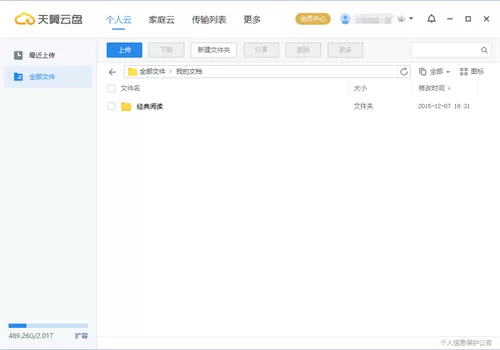 天翼云盘 个人云 家庭云 传输列表 更多 会员中心
最近上传
全部文件
上传 下载 新建文件夹 分享 删除 更多
全部文件 > 我的文档 全部 图标
文件名 大小 修改时间
经典阅读 文件夹 2015-12-07 16:31
489.26G/2.01T 扩容
个人信息保护公告